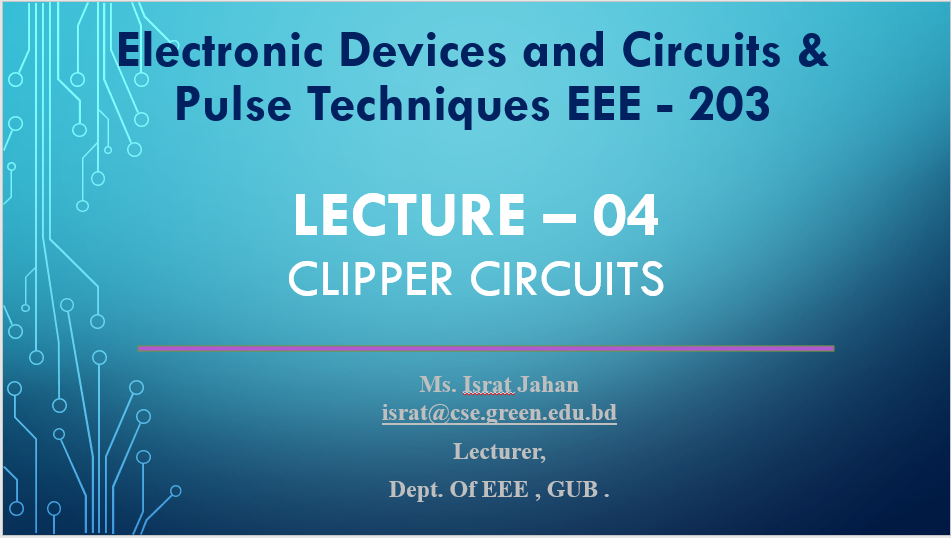 Electronic Devices and Circuits &
Pulse Techniques EEE - 203
LECTURE – 04
CLIPPER CIRCUITS
Ms. Israt Jahan
israt@cse.green.edu.bd
Lecturer,
Dept. Of EEE , GUB .